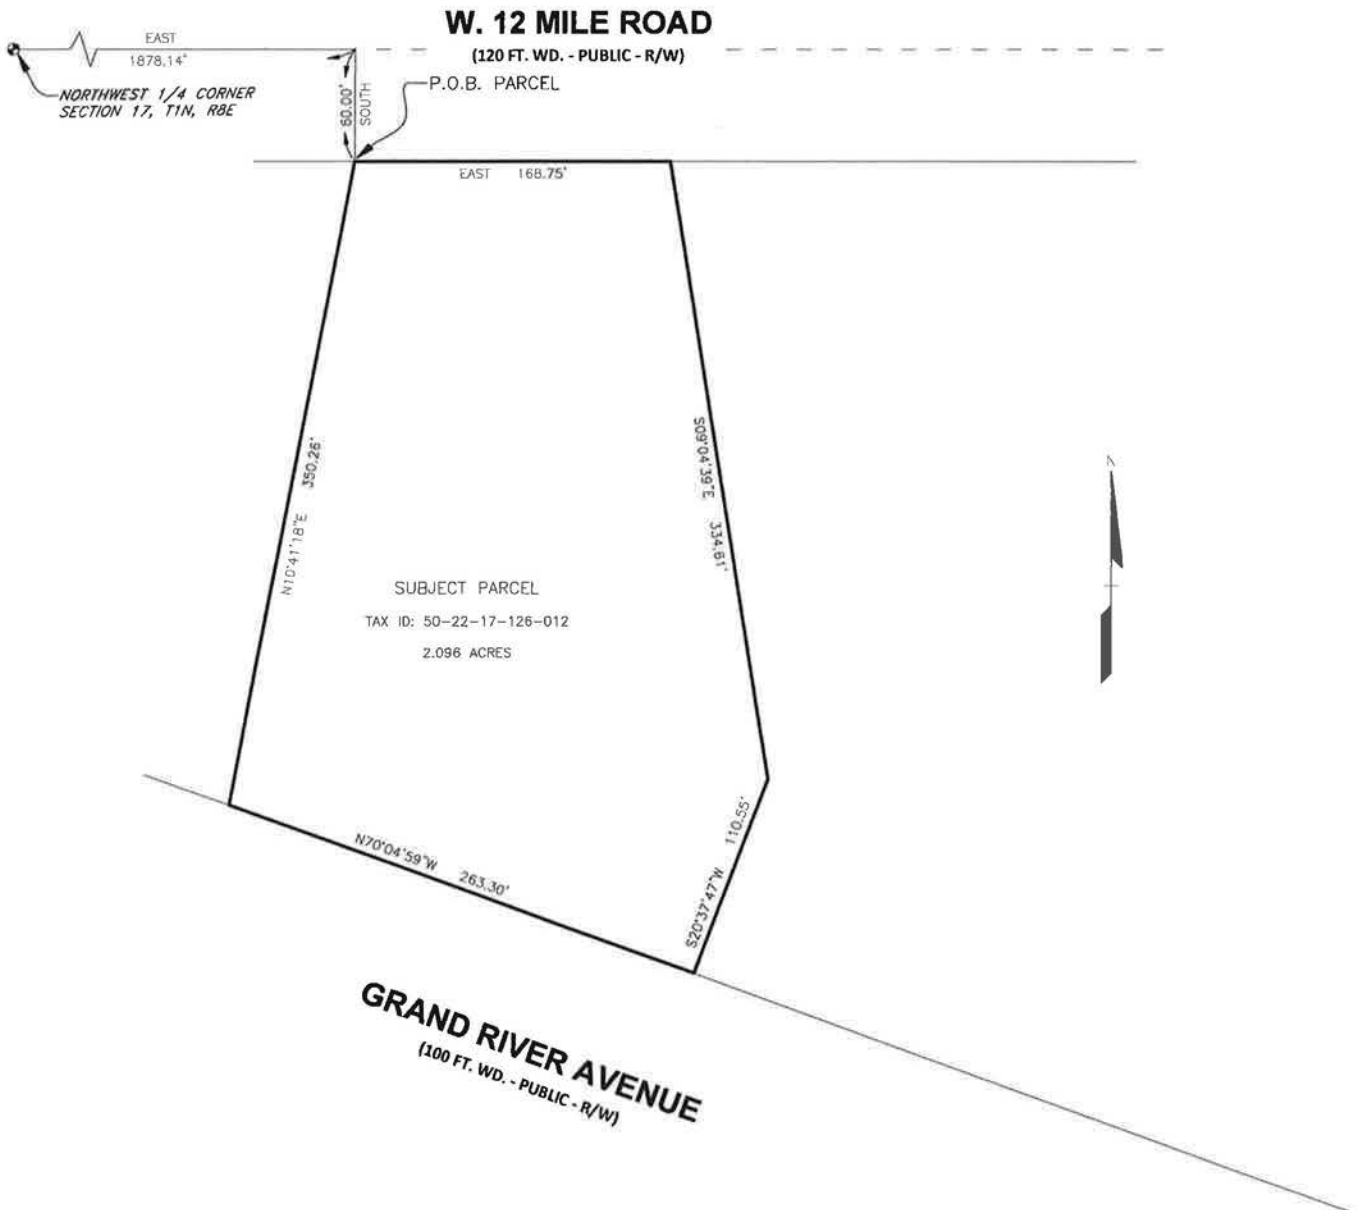 W. 12 MILE ROAD
(120 FT. WD. - PUBLIC - R/W)
EAST
1878.14'
NORTHWEST 1/4 CORNER
SECTION 17, T1N, R8E
60.00'
SOUTH
P.O.B. PARCEL
EAST 168.75'
N10°41'18"E 350.26'
S09°04'39"E 334.61'
N
SUBJECT PARCEL
TAX ID: 50-22-17-126-012
2.096 ACRES
S20°37'47"W 110.55'
N70°04'59"W 263.30'
GRAND RIVER AVENUE
(100 FT. WD. - PUBLIC - R/W)